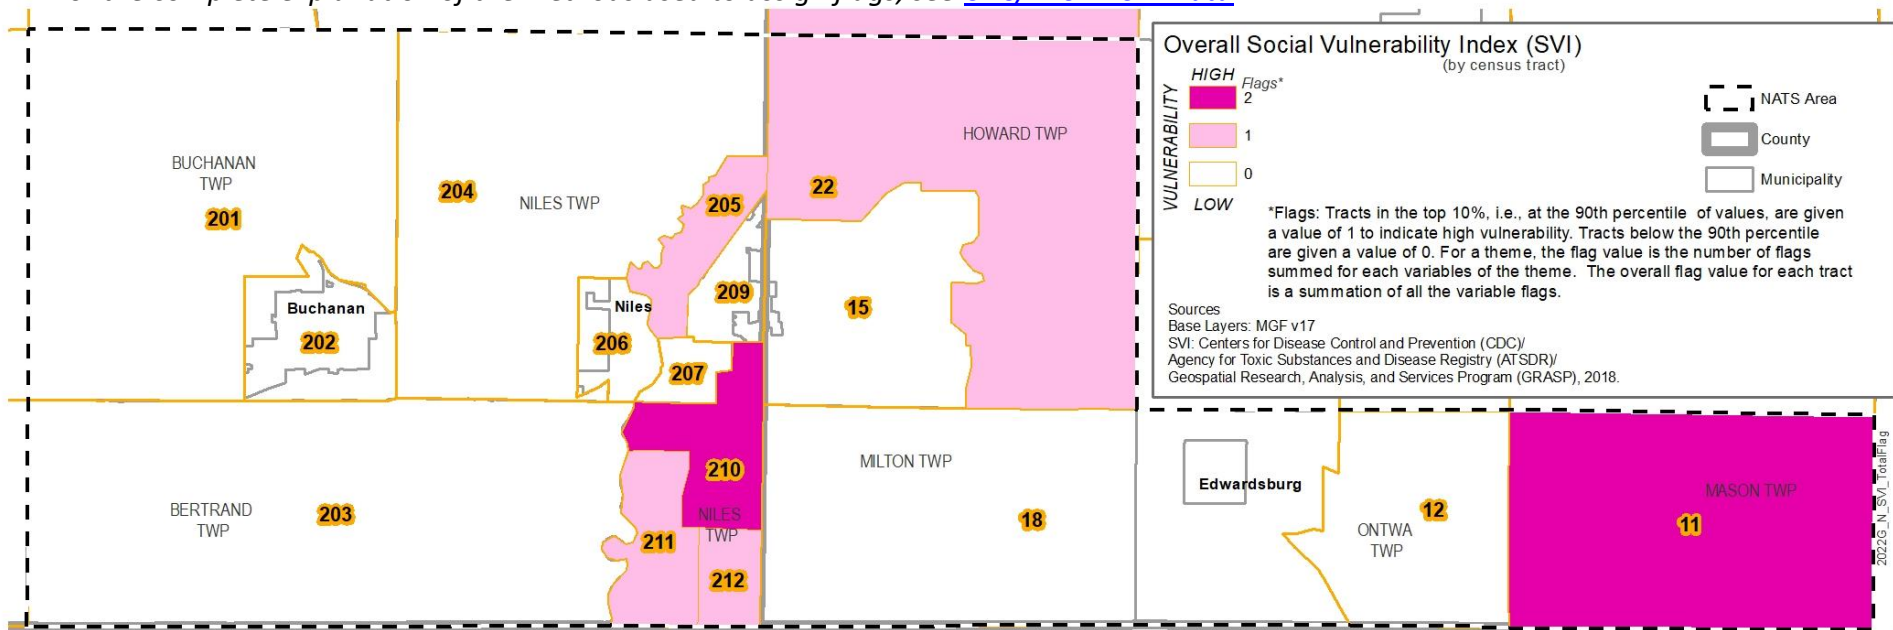 Overall Social Vulnerability Index (SVI)
(by census tract)
HIGH
Flags*
2
1
0
LOW
VULNERABILITY
NATS Area
County
Municipality
*Flags: Tracts in the top 10%, i.e., at the 90th percentile of values, are given
a value of 1 to indicate high vulnerability. Tracts below the 90th percentile
are given a value of 0. For a theme, the flag value is the number of flags
summed for each variables of the theme. The overall flag value for each tract
is a summation of all the variable flags.
Sources
Base Layers: MGF v17
SVI: Centers for Disease Control and Prevention (CDC)/
Agency for Toxic Substances and Disease Registry (ATSDR)/
Geospatial Research, Analysis, and Services Program (GRASP), 2018.
BUCHANAN
TWP
201
204
NILES TWP
205
22
HOWARD TWP
Buchanan
202
Niles
206
209
207
15
BERTRAND
TWP
203
210
NILES
TWP
211
212
MILTON TWP
18
Edwardsburg
12
ONTWA
TWP
MASON TWP
11
2022G_N_SVI_TotalFlag